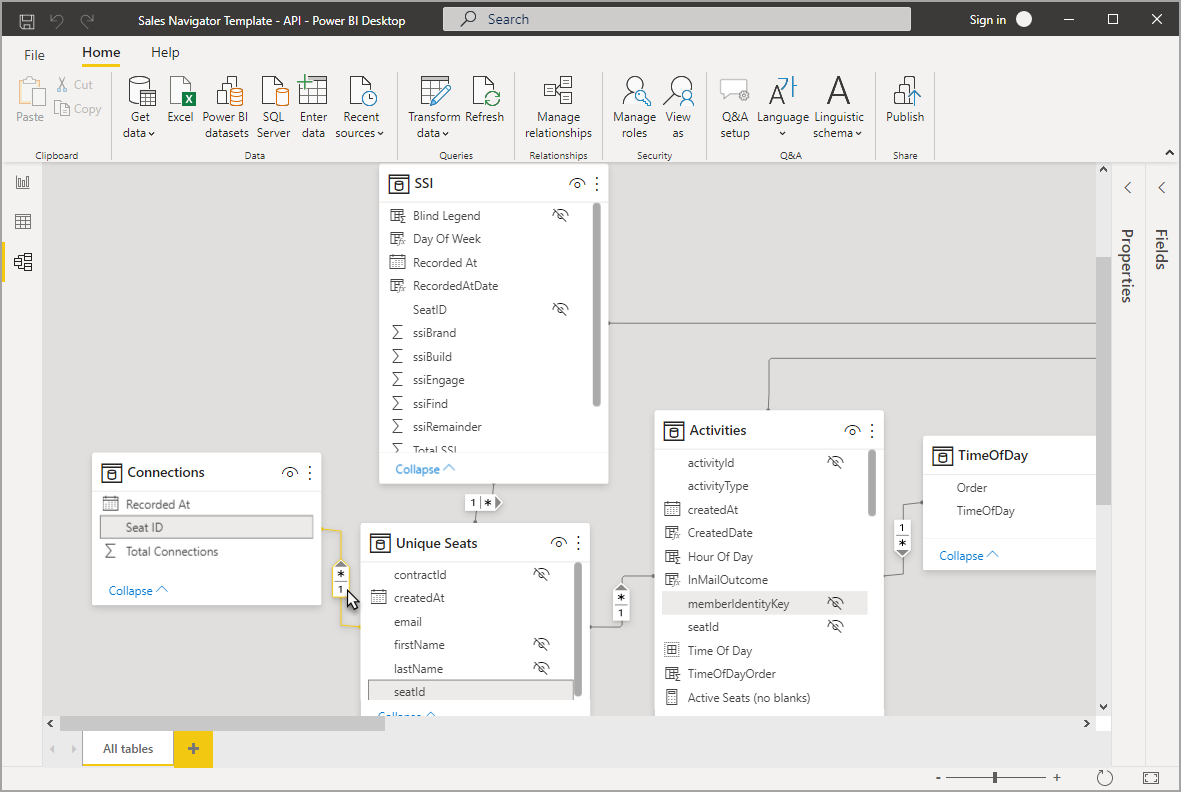 Sales Navigator Template - API - Power BI Desktop
Search
Sign in
File
Home
Help
Paste
Cut
Copy
Clipboard
Get
data
Excel
Power BI
datasets
SQL
Server
Enter
data
Recent
sources
Data
Transform
data
Refresh
Queries
Manage
relationships
Relationships
Manage
roles
View
as
Security
Q&A
setup
Language
Linguistic
schema
Q&A
Publish
Share
SSI
Blind Legend
Day Of Week
Recorded At
RecordedAtDate
SeatID
ssiBrand
ssiBuild
ssiEngage
ssiFind
ssiRemainder
Total SSI
Collapse
1 *
Connections
Recorded At
Seat ID
Total Connections
Collapse
*
1
Unique Seats
contractId
createdAt
email
firstName
lastName
seatId
Collapse
*
1
Activities
activityId
activityType
createdAt
CreatedDate
Hour Of Day
InMailOutcome
memberIdentityKey
seatId
Time Of Day
TimeOfDayOrder
Active Seats (no blanks)
1
*
TimeOfDay
Order
TimeOfDay
Collapse
Properties
Fields
All tables
+
- +